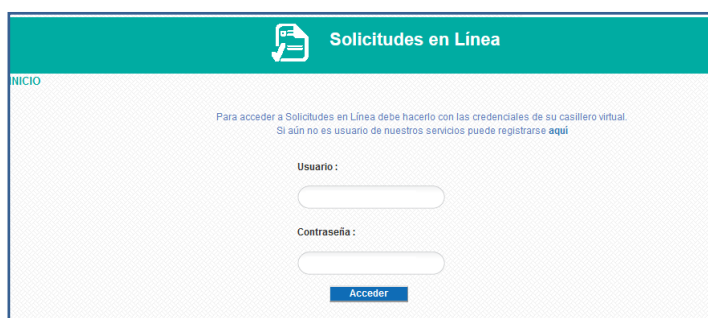 Solicitudes en Línea
INICIO
Para acceder a Solicitudes en Línea debe hacerlo con las credenciales de su casillero virtual.
Si aún no es usuario de nuestros servicios puede registrarse aquí
Usuario :
Contraseña :
Acceder